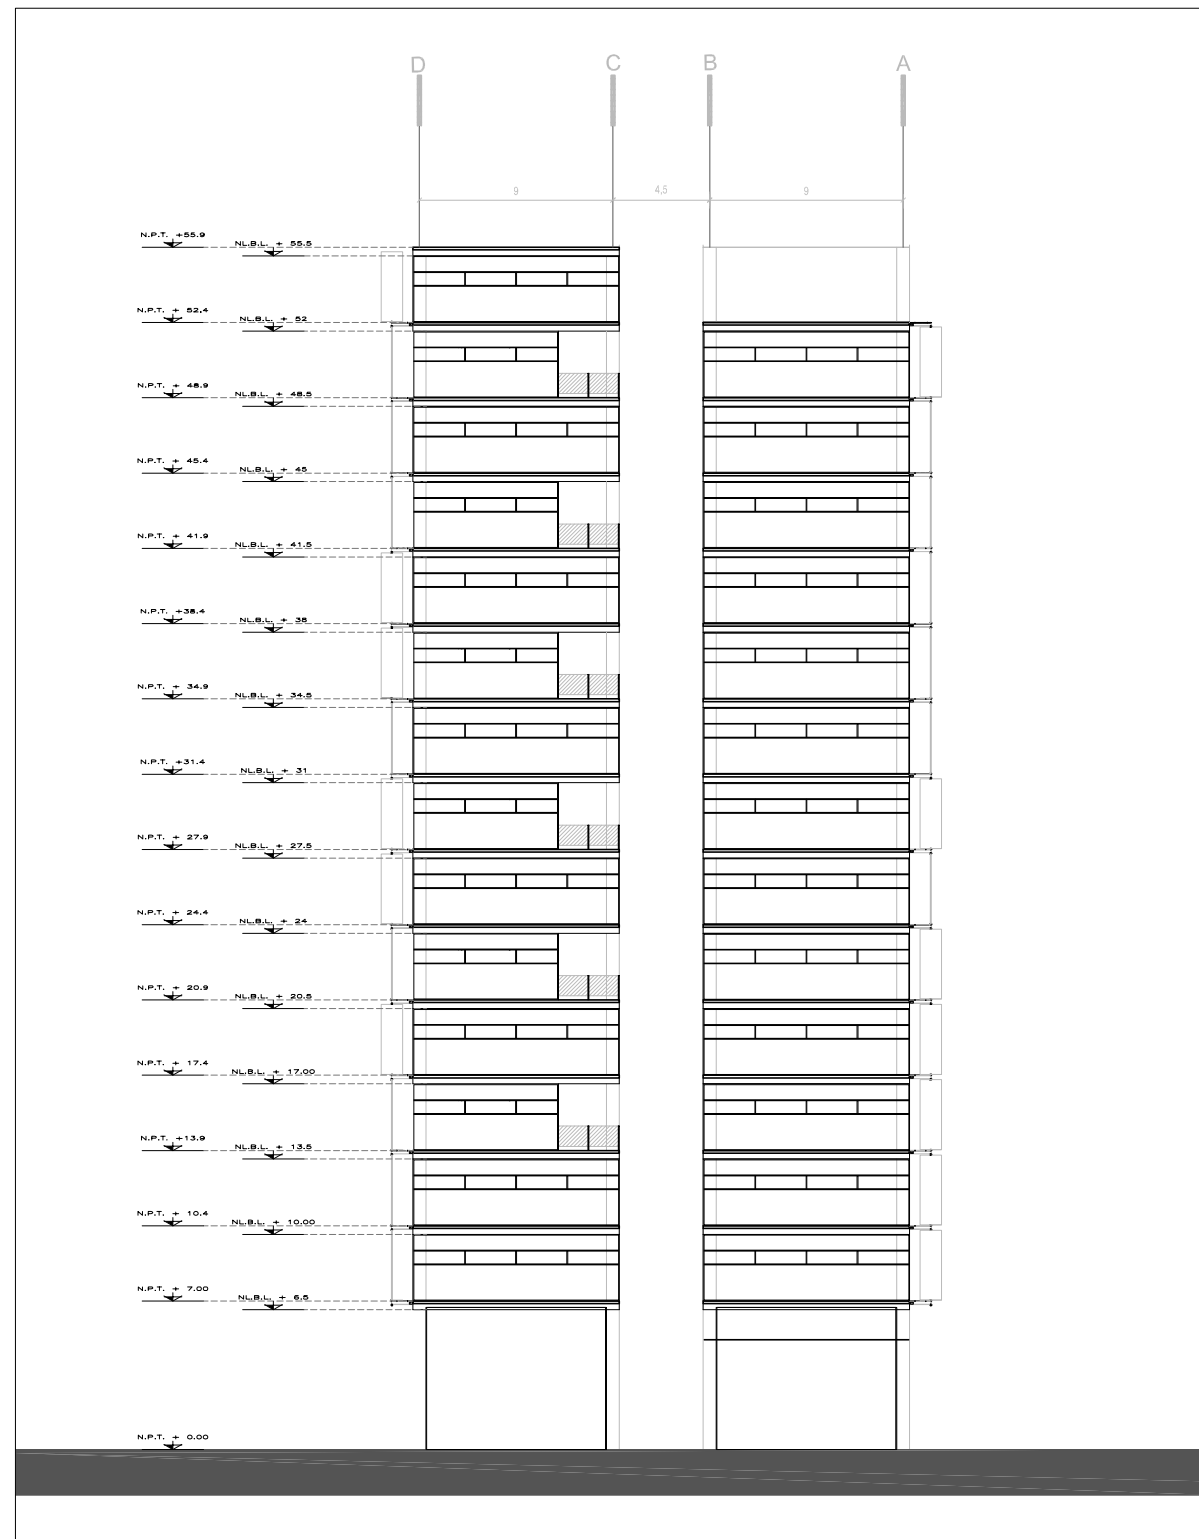 D C B A
9 4,5 9
N.P.T. +55.9
NL.B.L. + 55.5
N.P.T. + 52.4
NL.B.L. + 52
N.P.T. + 48.9
NL.B.L. + 48.5
N.P.T. + 45.4
NL.B.L. + 45
N.P.T. + 41.9
NL.B.L. + 41.5
N.P.T. +38.4
NL.B.L. + 38
N.P.T. + 34.9
NL.B.L. + 34.5
N.P.T. +31.4
NL.B.L. + 31
N.P.T. + 27.9
NL.B.L. + 27.5
N.P.T. + 24.4
NL.B.L. + 24
N.P.T. + 20.9
NL.B.L. + 20.5
N.P.T. + 17.4
NL.B.L. + 17.00
N.P.T. +13.9
NL.B.L. + 13.5
N.P.T. + 10.4
NL.B.L. + 10.00
N.P.T. + 7.00
NL.B.L. + 6.5
N.P.T. + 0.00